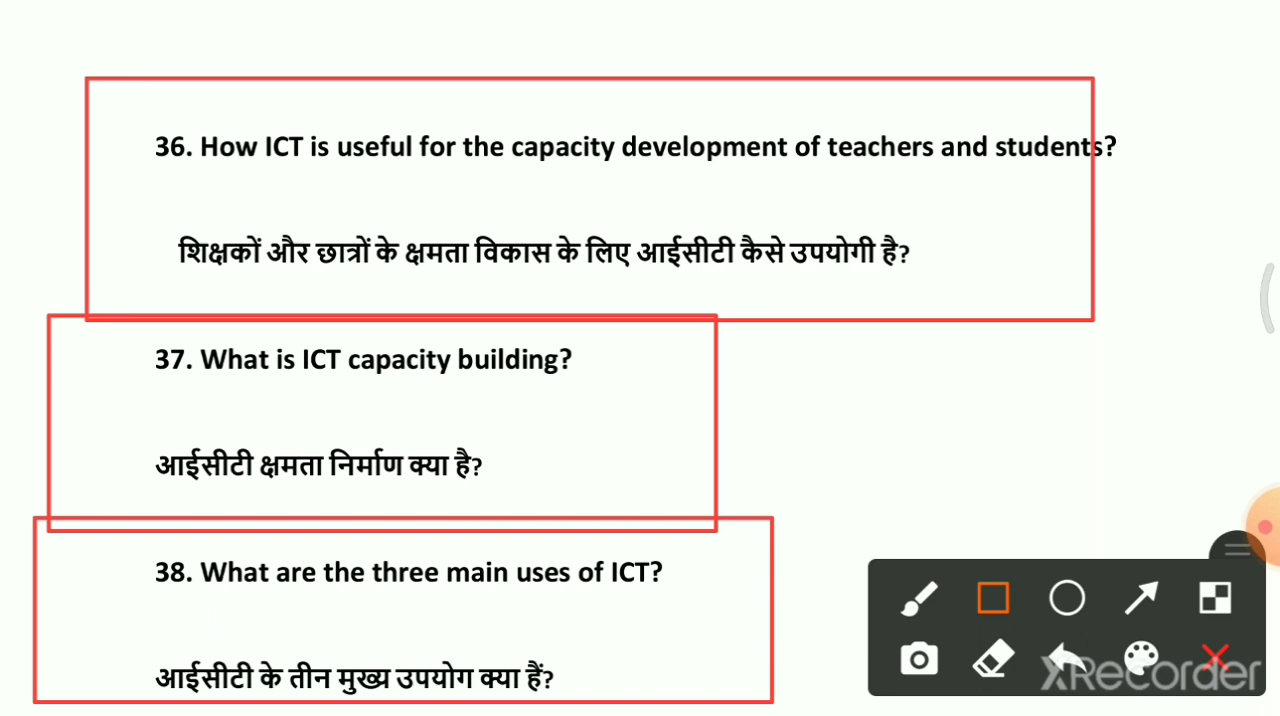 36. How ICT is useful for the capacity development of teachers and students?
शिक्षकों और छात्रों के क्षमता विकास के लिए आईसीटी कैसे उपयोगी है?
37. What is ICT capacity building?
आईसीटी क्षमता निर्माण क्या है?
38. What are the three main uses of ICT?
आईसीटी के तीन मुख्य उपयोग क्या हैं?
XRecorder